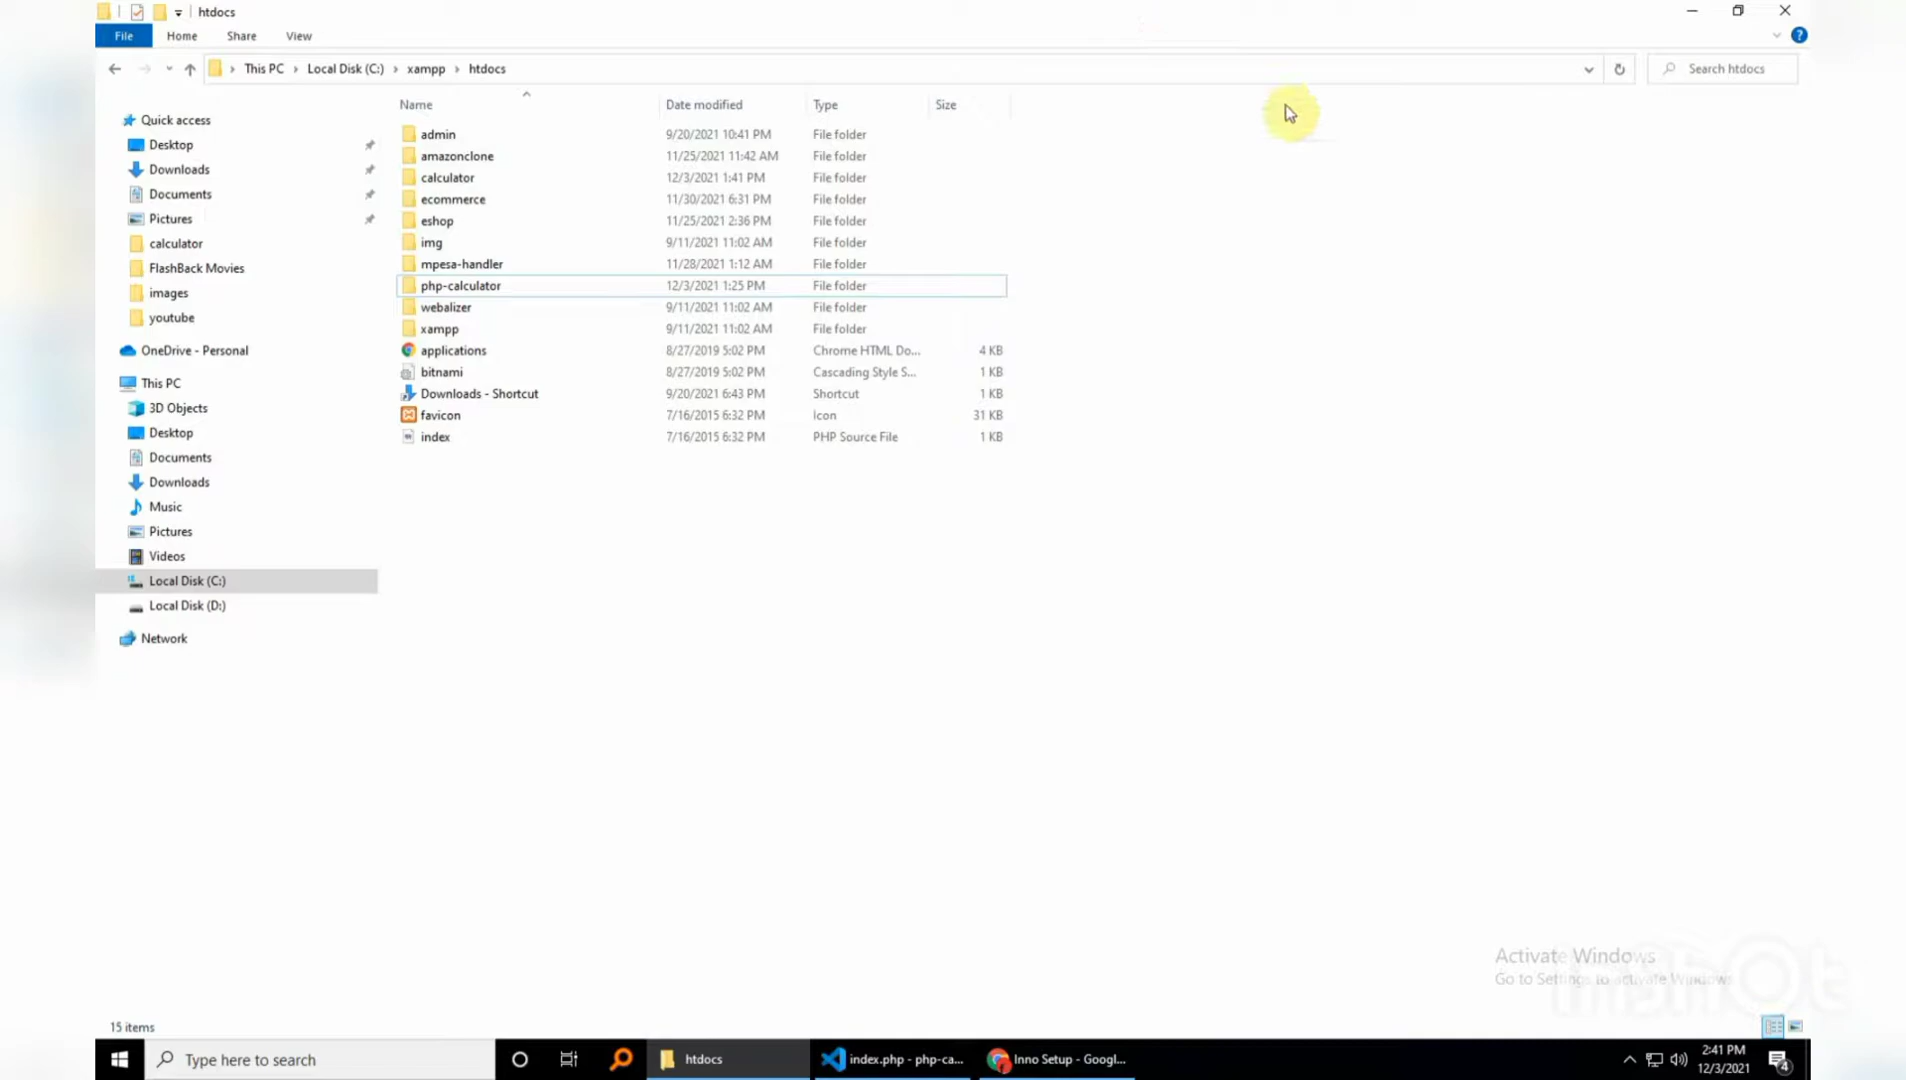 htdocs
File Home Share View
This PC Local Disk (C:) xampp htdocs
Search htdocs
Name Date modified Type Size
Quick access
Desktop
Downloads
Documents
Pictures
calculator
FlashBack Movies
images
youtube
OneDrive - Personal
This PC
3D Objects
Desktop
Documents
Downloads
Music
Pictures
Videos
Local Disk (C:)
Local Disk (D:)
Network
admin 9/20/2021 10:41 PM File folder
amazonclone 11/25/2021 11:42 AM File folder
calculator 12/3/2021 1:41 PM File folder
ecommerce 11/30/2021 6:31 PM File folder
eshop 11/25/2021 2:36 PM File folder
img 9/11/2021 11:02 AM File folder
mpesa-handler 11/28/2021 1:12 AM File folder
php-calculator 12/3/2021 1:25 PM File folder
webalizer 9/11/2021 11:02 AM File folder
xampp 9/11/2021 11:02 AM File folder
applications 8/27/2019 5:02 PM Chrome HTML Do... 4 KB
bitnami 8/27/2019 5:02 PM Cascading Style S... 1 KB
Downloads - Shortcut 9/20/2021 6:43 PM Shortcut 1 KB
favicon 7/16/2015 6:32 PM Icon 31 KB
index 7/16/2015 6:32 PM PHP Source File 1 KB
Activate Windows
Go to Settings to activate Windows.
InShOt
15 items
Type here to search
htdocs
index.php - php-ca...
Inno Setup - Googl...
2:41 PM
12/3/2021
4